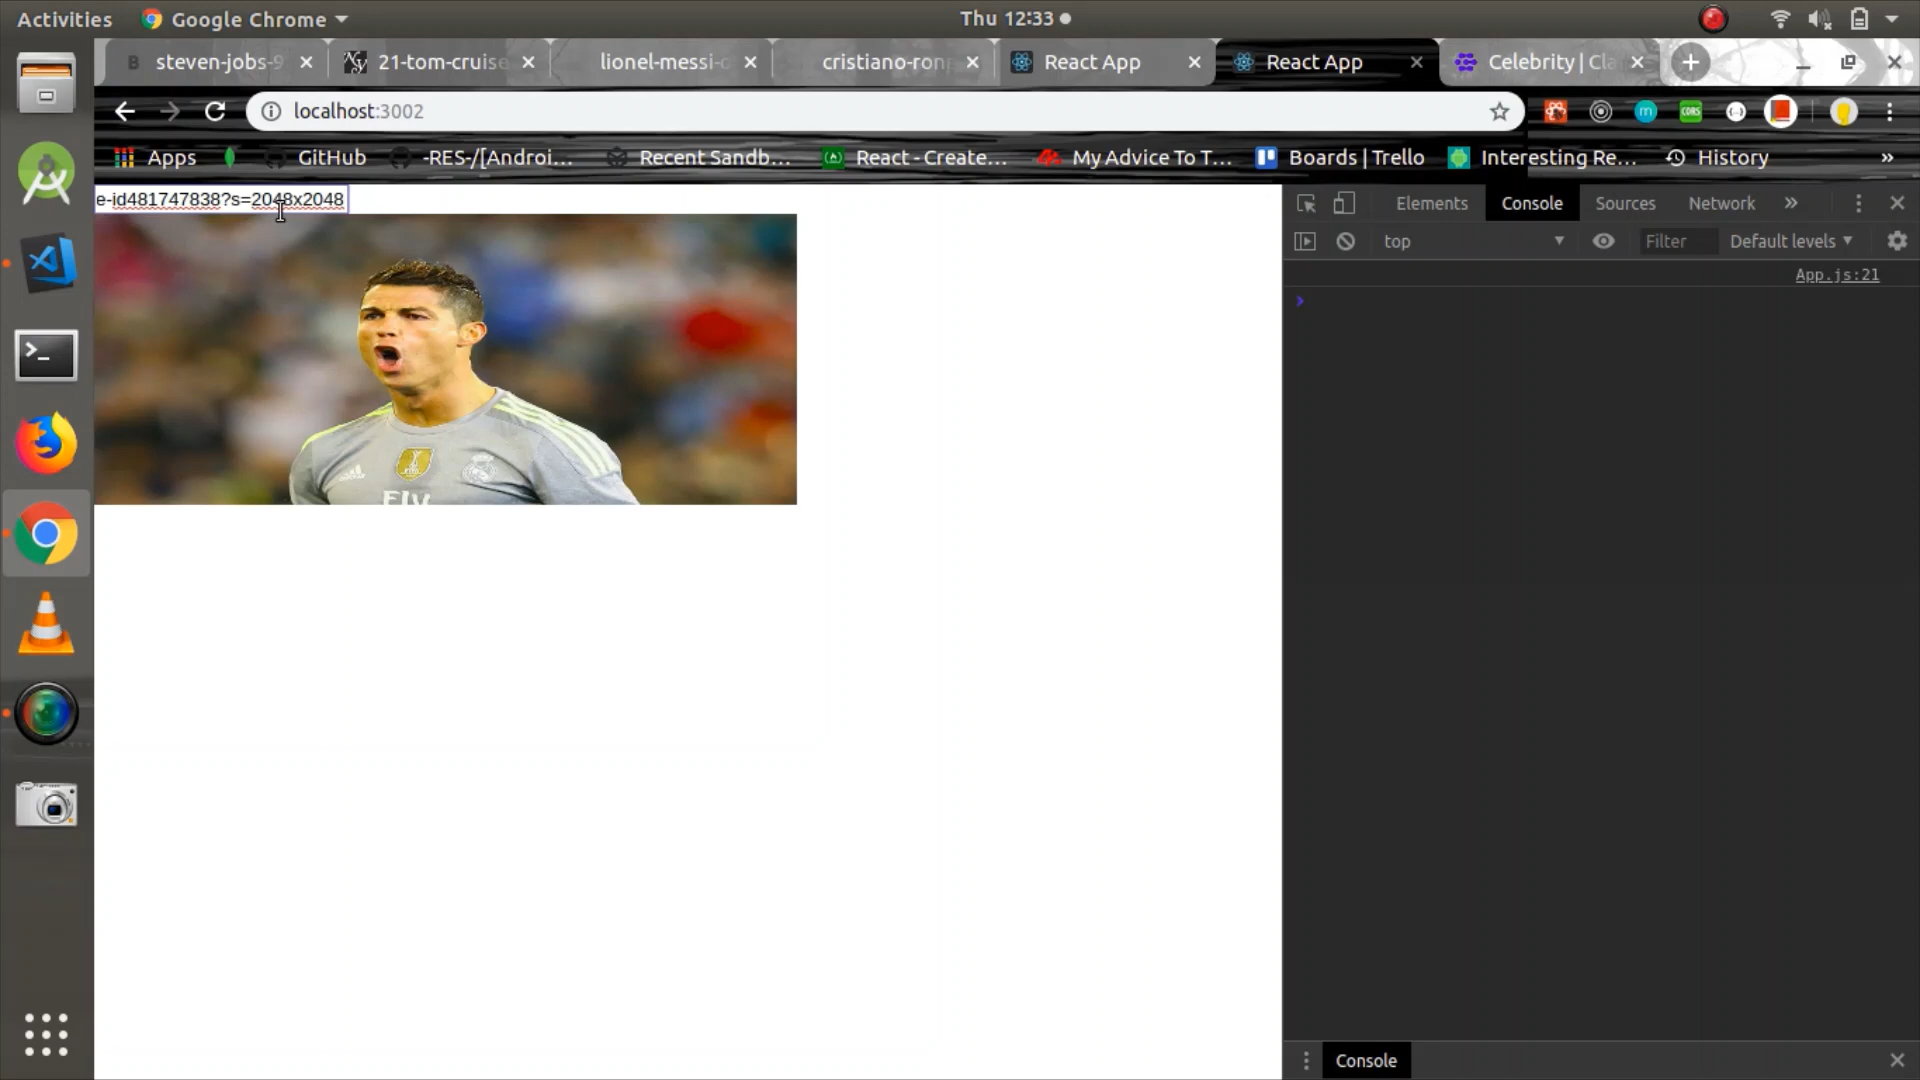 Activities Google Chrome Thu 12:33
steven-jobs-9 21-tom-cruise lionel-messi- cristiano-ron React App React App Celebrity | Cla
localhost:3002
Apps GitHub -RES-/[Androi... Recent Sandb... React - Create... My Advice To T... Boards | Trello Interesting Re... History »
e-id481747838?s=2048x2048
Elements Console Sources Network »
top Filter Default levels
App.js:21
FLY
Console